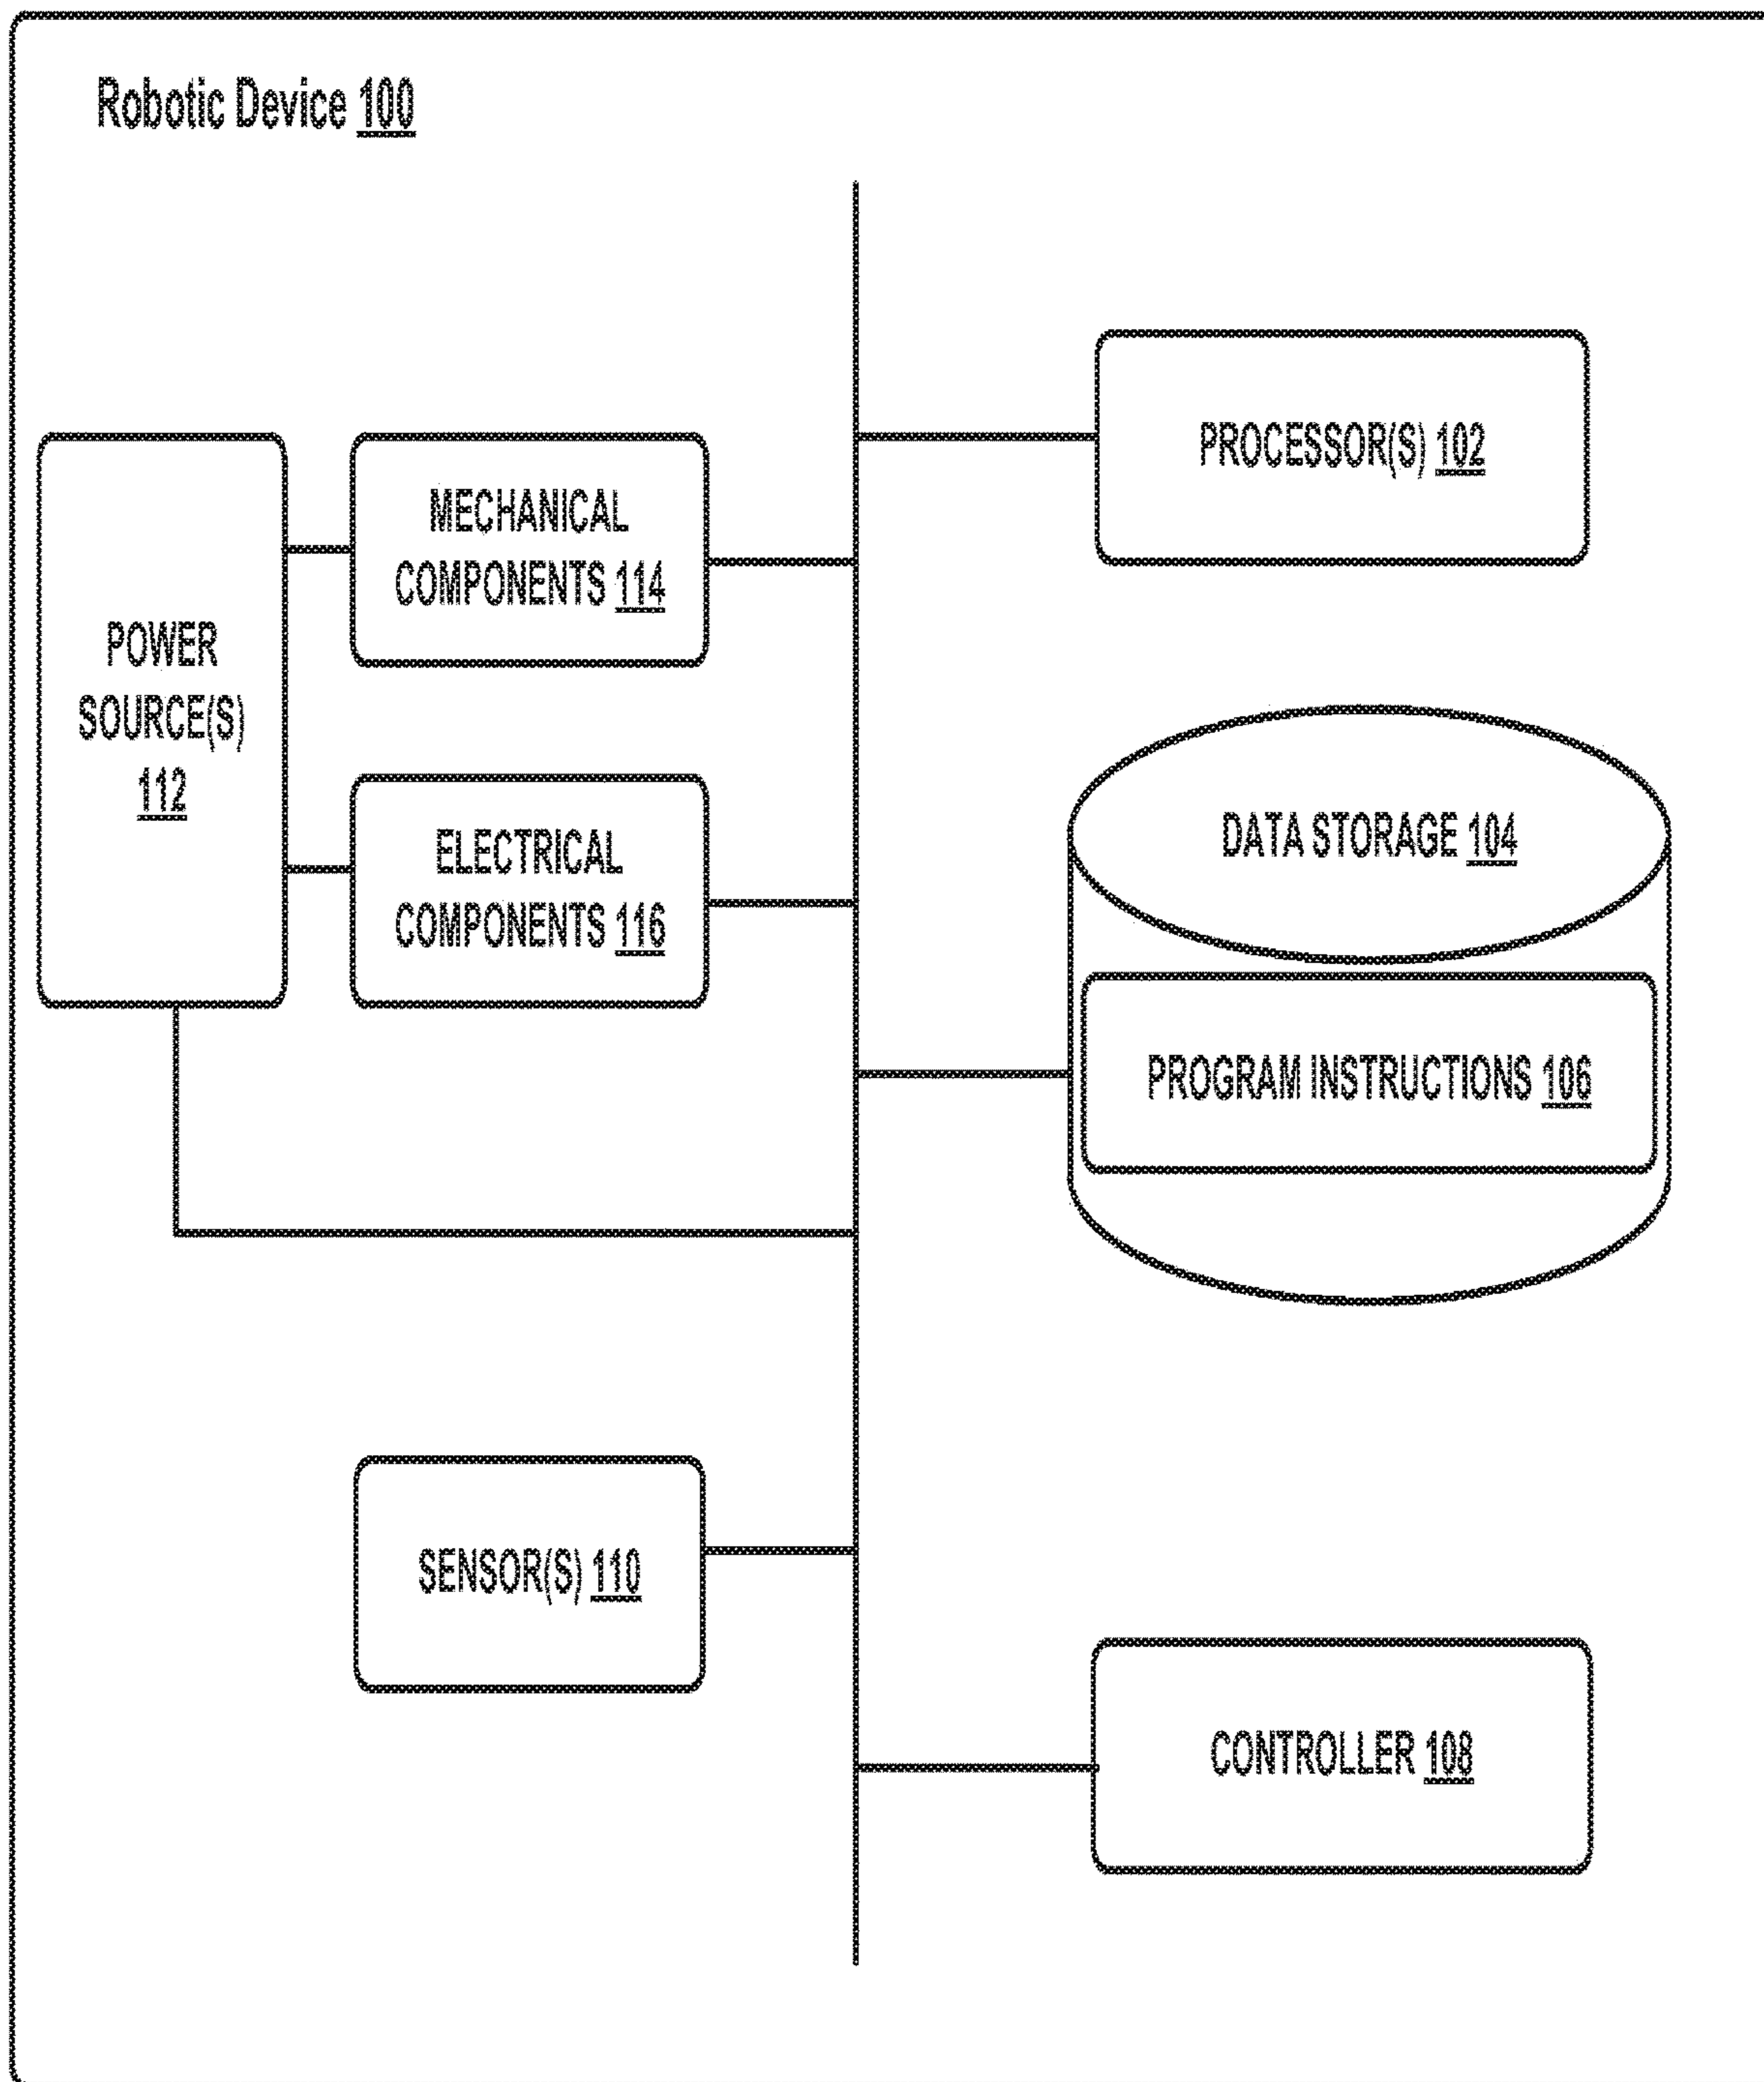 Robotic Device 100
PROCESSOR(S) 102
MECHANICAL
COMPONENTS 114
POWER
SOURCE(S)
112
ELECTRICAL
COMPONENTS 116
DATA STORAGE 104
PROGRAM INSTRUCTIONS 106
SENSOR(S) 110
CONTROLLER 108